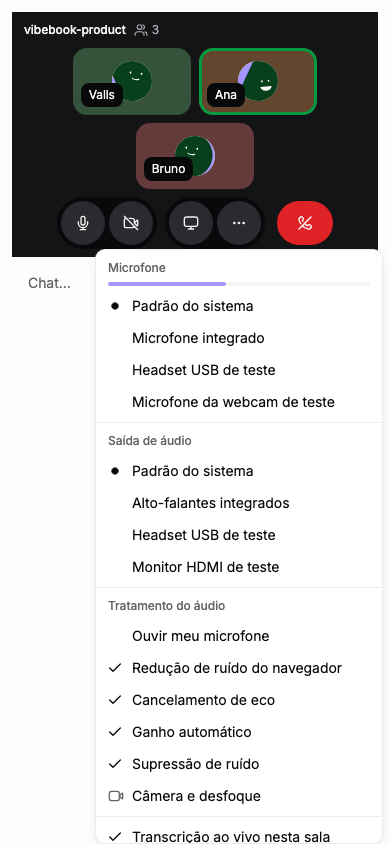 vibebook-product 3
Valls
Ana
Bruno
Chat...
Microfone
Padrão do sistema
Microfone integrado
Headset USB de teste
Microfone da webcam de teste
Saída de áudio
Padrão do sistema
Alto-falantes integrados
Headset USB de teste
Monitor HDMI de teste
Tratamento do áudio
Ouvir meu microfone
Redução de ruído do navegador
Cancelamento de eco
Ganho automático
Supressão de ruído
Câmera e desfoque
Transcrição ao vivo nesta sala